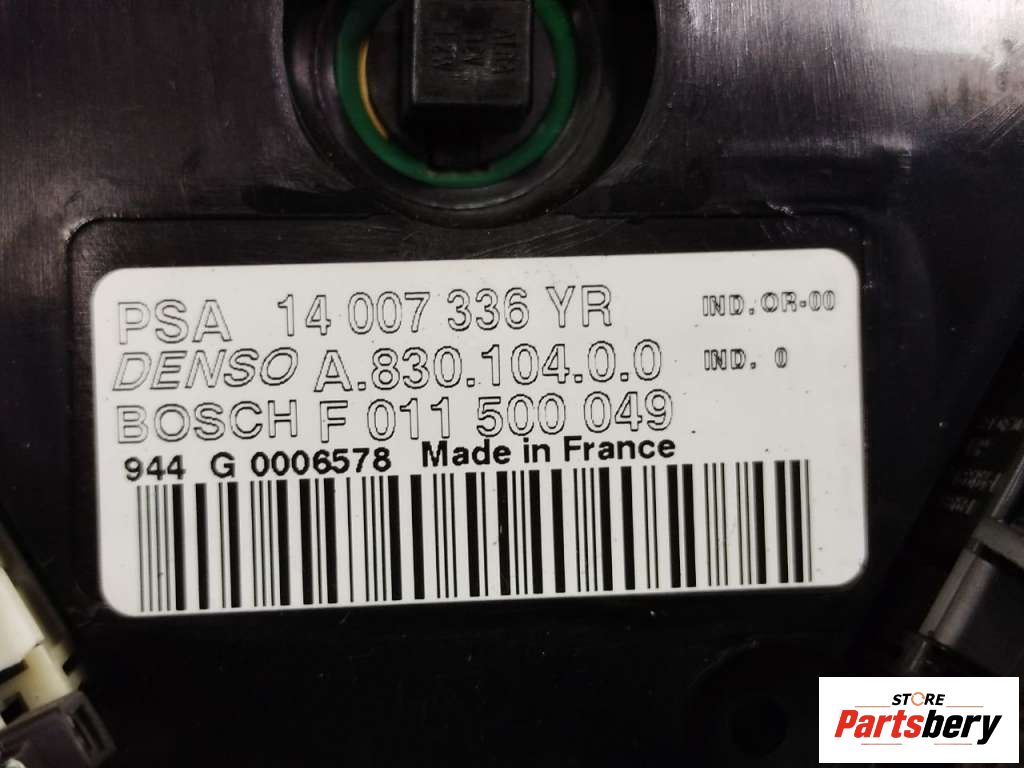 PSA 14 007 336 YR IND.OR-00
DENSO A.830.104.0.0 IND. 0
BOSCH F 011 500 049
944 G 0006578 Made in France
STORE
Partsbery